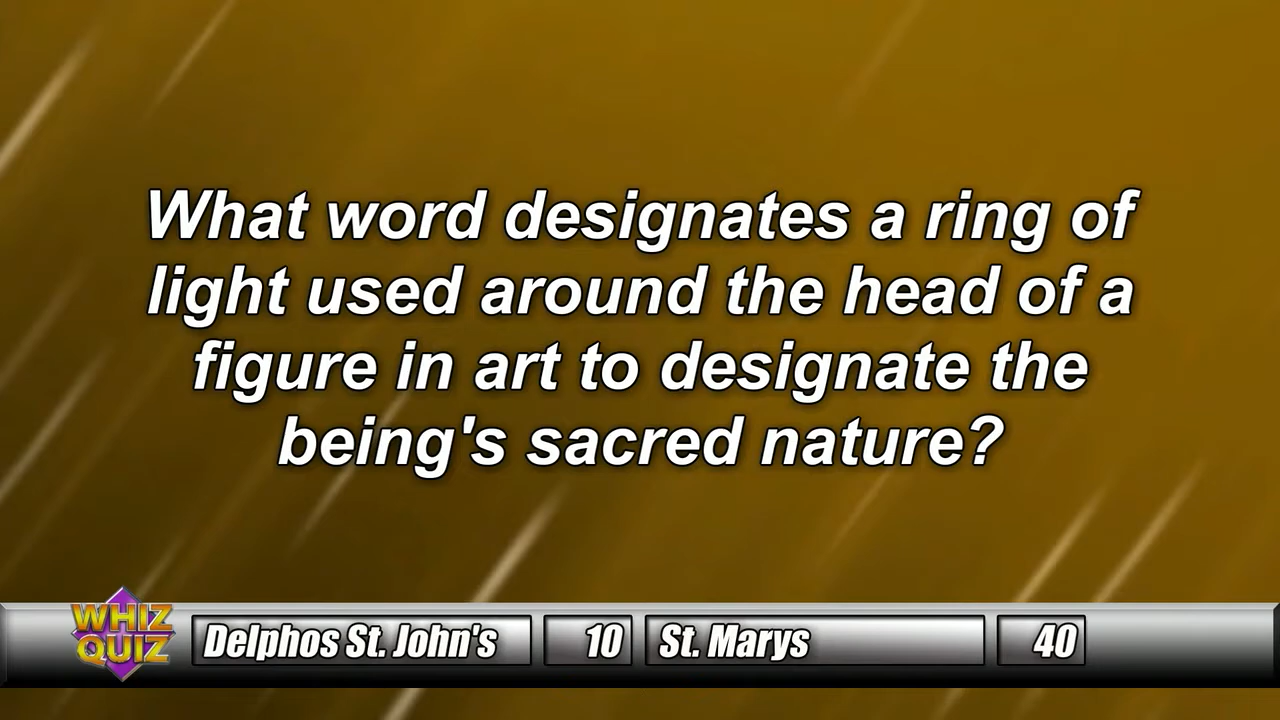 What word designates a ring of
light used around the head of a
figure in art to designate the
being's sacred nature?
WHIZ
QUIZ
Delphos St. John's 10 St. Marys 40